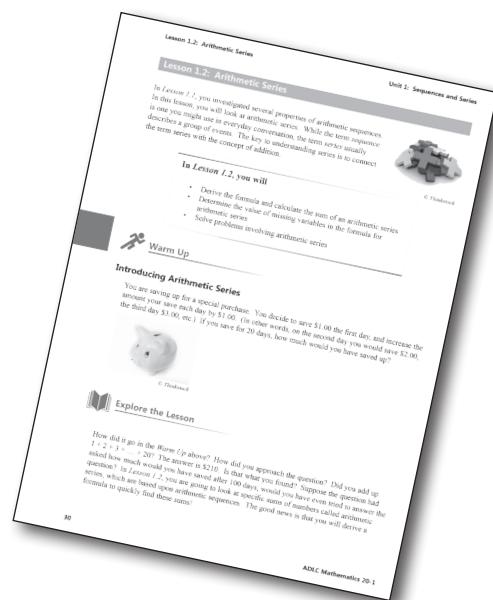 Lesson 1.2: Arithmetic Series
Unit 1: Sequences and Series
Lesson 1.2: Arithmetic Series
In Lesson 1.1, you investigated several properties of arithmetic sequences.
In this lesson, you will look at arithmetic series. While the term sequence
is one you might use in everyday conversation, the term series usually
describes a group of events. The key to understanding series is to connect
the term series with the concept of addition.
© Thinkstock
In Lesson 1.2, you will
• Derive the formula and calculate the sum of an arithmetic series
• Determine the value of missing variables in the formula for
arithmetic series
• Solve problems involving arithmetic series
Warm Up
Introducing Arithmetic Series
You are saving up for a special purchase. You decide to save $1.00 the first day, and increase the
amount your save each day by $1.00. (In other words, on the second day you would save $2.00,
the third day $3.00, etc.) If you save for 20 days, how much would you have saved up?
© Thinkstock
Explore the Lesson
How did it go in the Warm Up above? How did you approach the question? Did you add up
1 + 2 + 3 + ... + 20? The answer is $210. Is that what you found? Suppose the question had
asked how much would you have saved after 100 days, would you have even tried to answer the
question? In Lesson 1.2, you are going to look at specific sums of numbers called arithmetic
series, which are based upon arithmetic sequences. The good news is that you will derive a
formula to quickly find these sums!
30
ADLC Mathematics 20-1